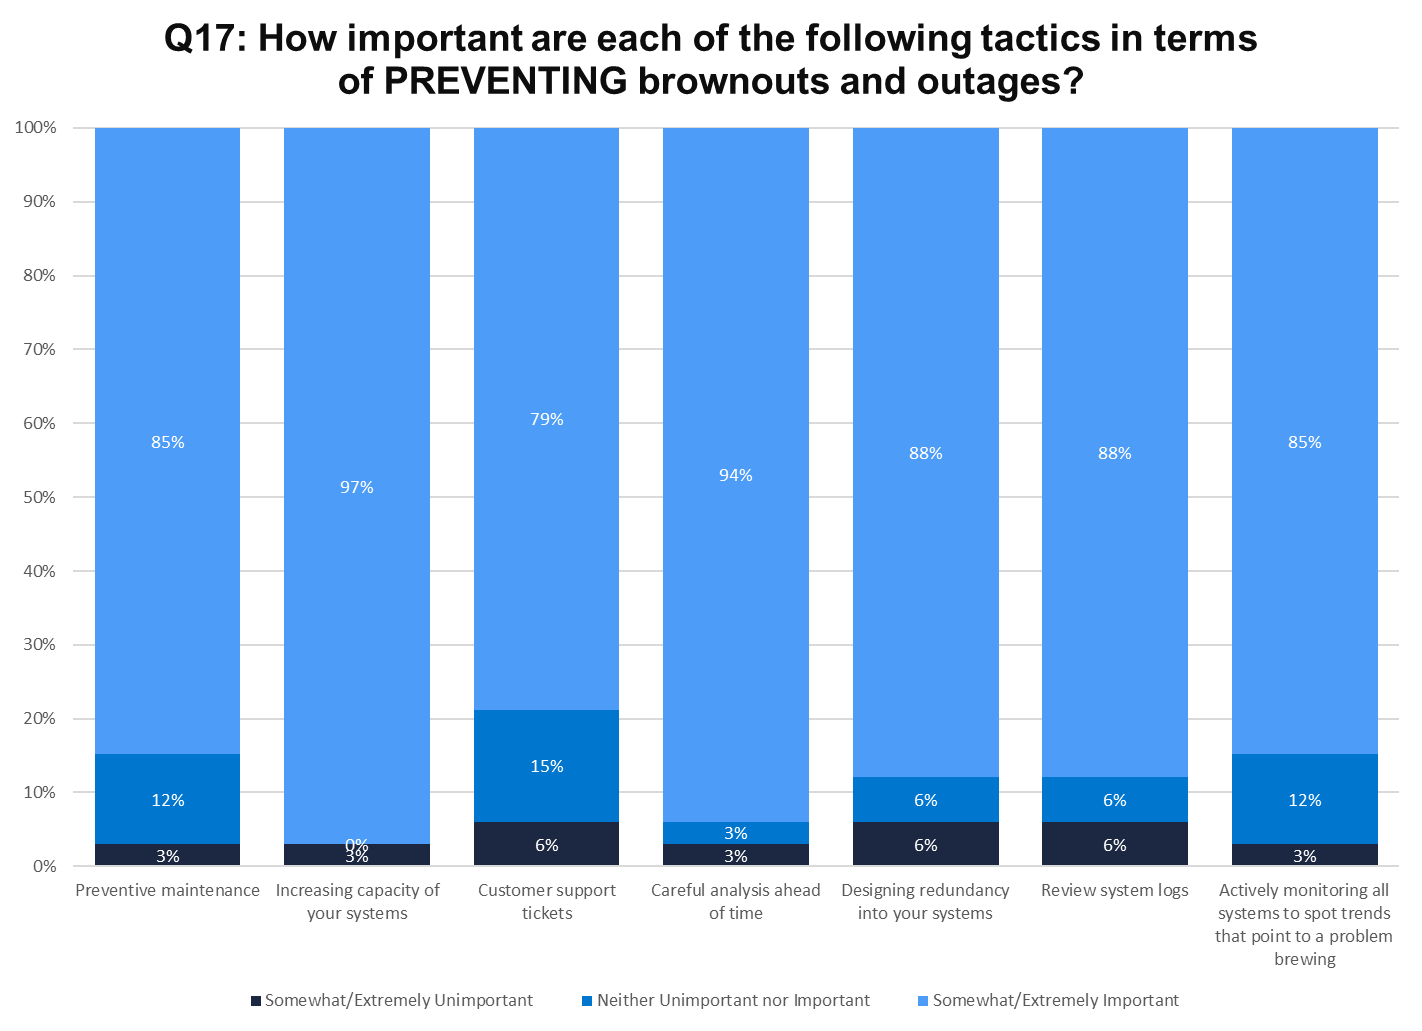 Q17: How important are each of the following tactics in terms
of PREVENTING brownouts and outages?
100%
90%
80%
70%
60%
50%
40%
30%
20%
10%
0%
85%
12%
3%
97%
0%
3%
79%
15%
6%
94%
3%
3%
88%
6%
6%
88%
6%
6%
85%
12%
3%
Preventive maintenance
Increasing capacity of
your systems
Customer support
tickets
Careful analysis ahead
of time
Designing redundancy
into your systems
Review system logs
Actively monitoring all
systems to spot trends
that point to a problem
brewing
Somewhat/Extremely Unimportant
Neither Unimportant nor Important
Somewhat/Extremely Important